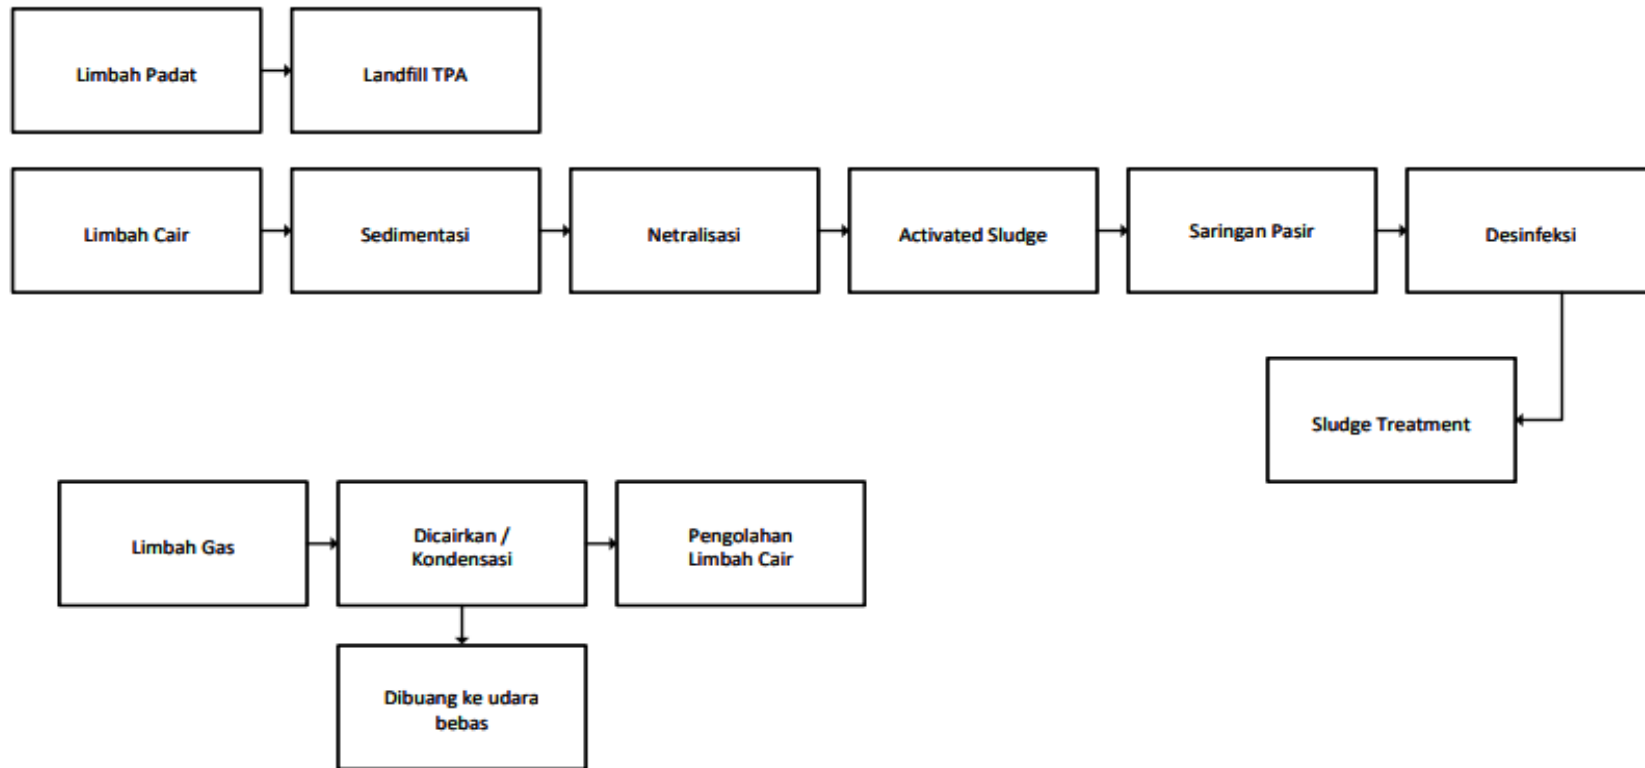 Limbah Padat
Landfill TPA
Limbah Cair
Sedimentasi
Netralisasi
Activated Sludge
Saringan Pasir
Desinfeksi
Sludge Treatment
Limbah Gas
Dicairkan /
Kondensasi
Pengolahan
Limbah Cair
Dibuang ke udara
bebas